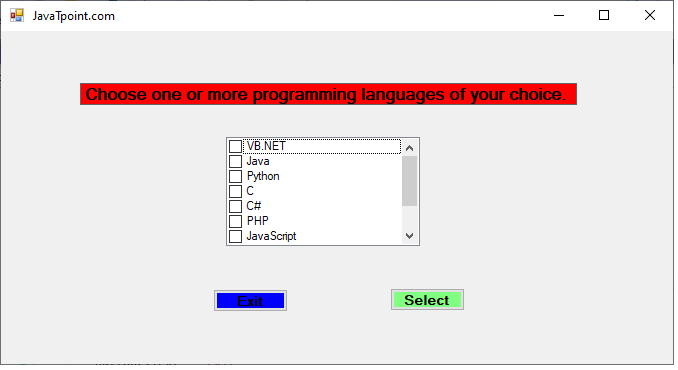 JavaTpoint.com
Choose one or more programming languages of your choice.
VB.NET
Java
Python
C
C#
PHP
JavaScript
Exit
Select